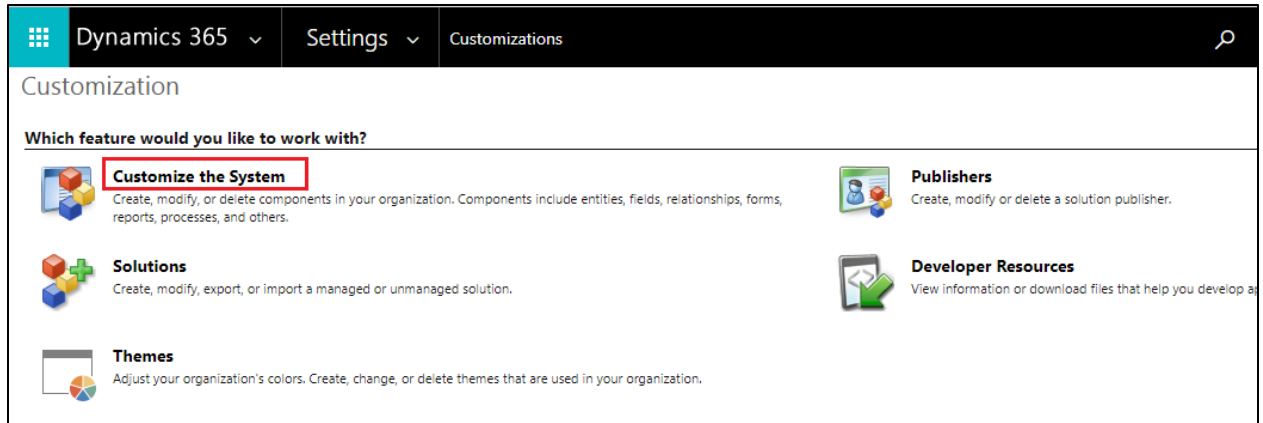 Dynamics 365 Settings Customizations
Customization
Which feature would you like to work with?
Customize the System
Create, modify, or delete components in your organization. Components include entities, fields, relationships, forms,
reports, processes, and others.
Publishers
Create, modify or delete a solution publisher.
Solutions
Create, modify, export, or import a managed or unmanaged solution.
Developer Resources
View information or download files that help you develop
Themes
Adjust your organization's colors. Create, change, or delete themes that are used in your organization.